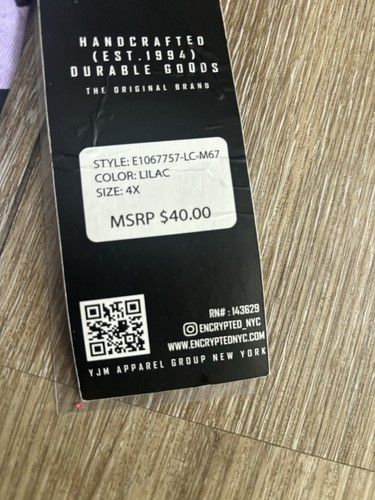 HANDCRAFTED
(EST.1994)
DURABLE GOODS
THE ORIGINAL BRAND
STYLE: E1067757-LC-M67
COLOR: LILAC
SIZE: 4X
MSRP $40.00
RN# : 143629
ENCRYPTED_NYC
WWW.ENCRYPTEDNYC.COM
YJM APPAREL GROUP NEW YORK